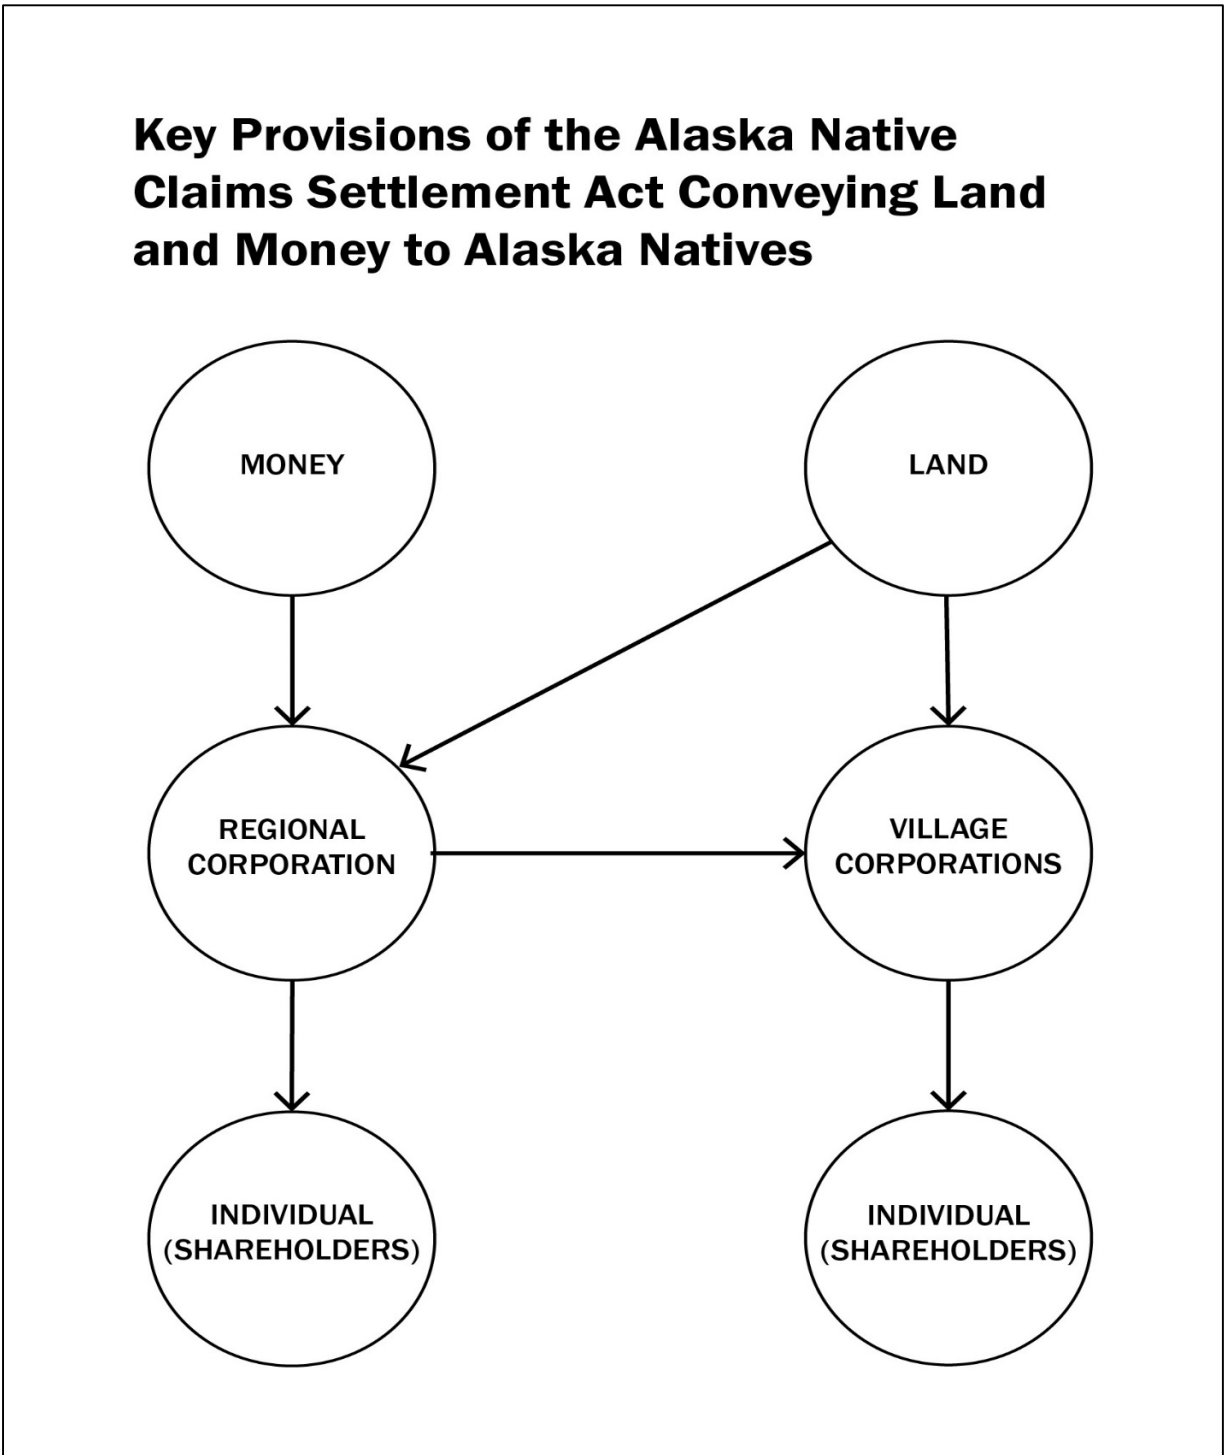 Key Provisions of the Alaska Native
Claims Settlement Act Conveying Land
and Money to Alaska Natives
MONEY
LAND
REGIONAL
CORPORATION
VILLAGE
CORPORATIONS
INDIVIDUAL
(SHAREHOLDERS)
INDIVIDUAL
(SHAREHOLDERS)